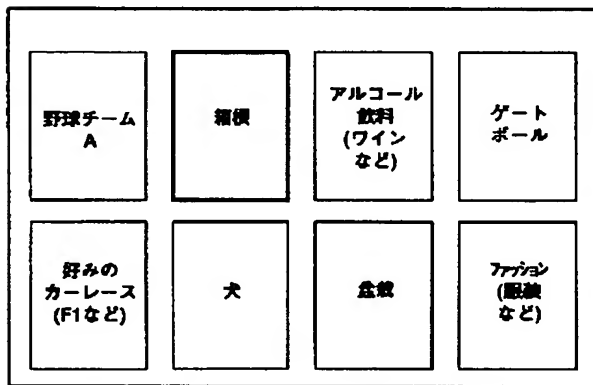 野球チーム
A
箱根
アルコール
飲料
(ワイン
など)
ゲート
ボール
好みの
カーレース
(F1など)
犬
盆栽
ファッション
(服装
など)